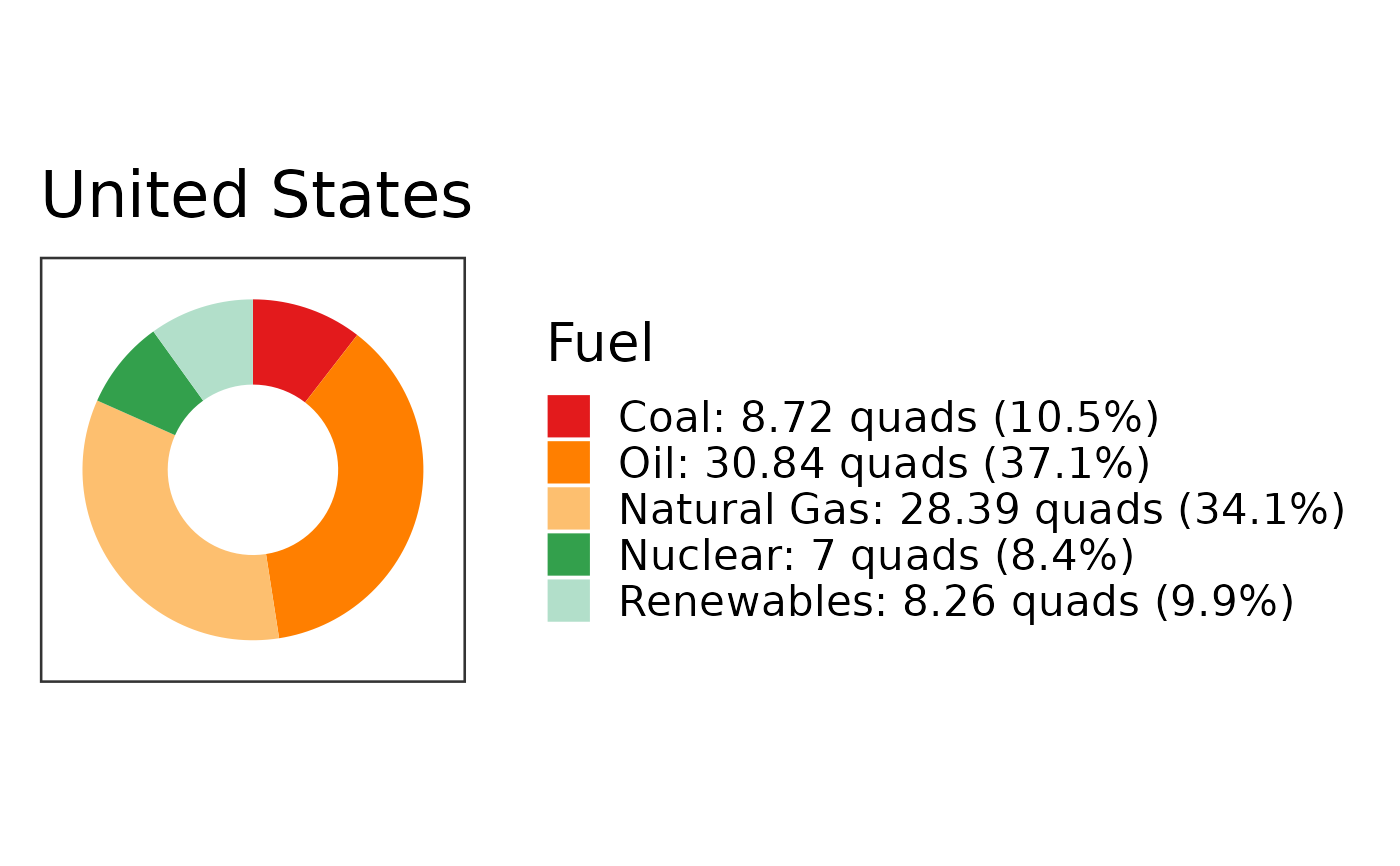 United States
Fuel
Coal: 8.72 quads (10.5%)
Oil: 30.84 quads (37.1%)
Natural Gas: 28.39 quads (34.1%)
Nuclear: 7 quads (8.4%)
Renewables: 8.26 quads (9.9%)